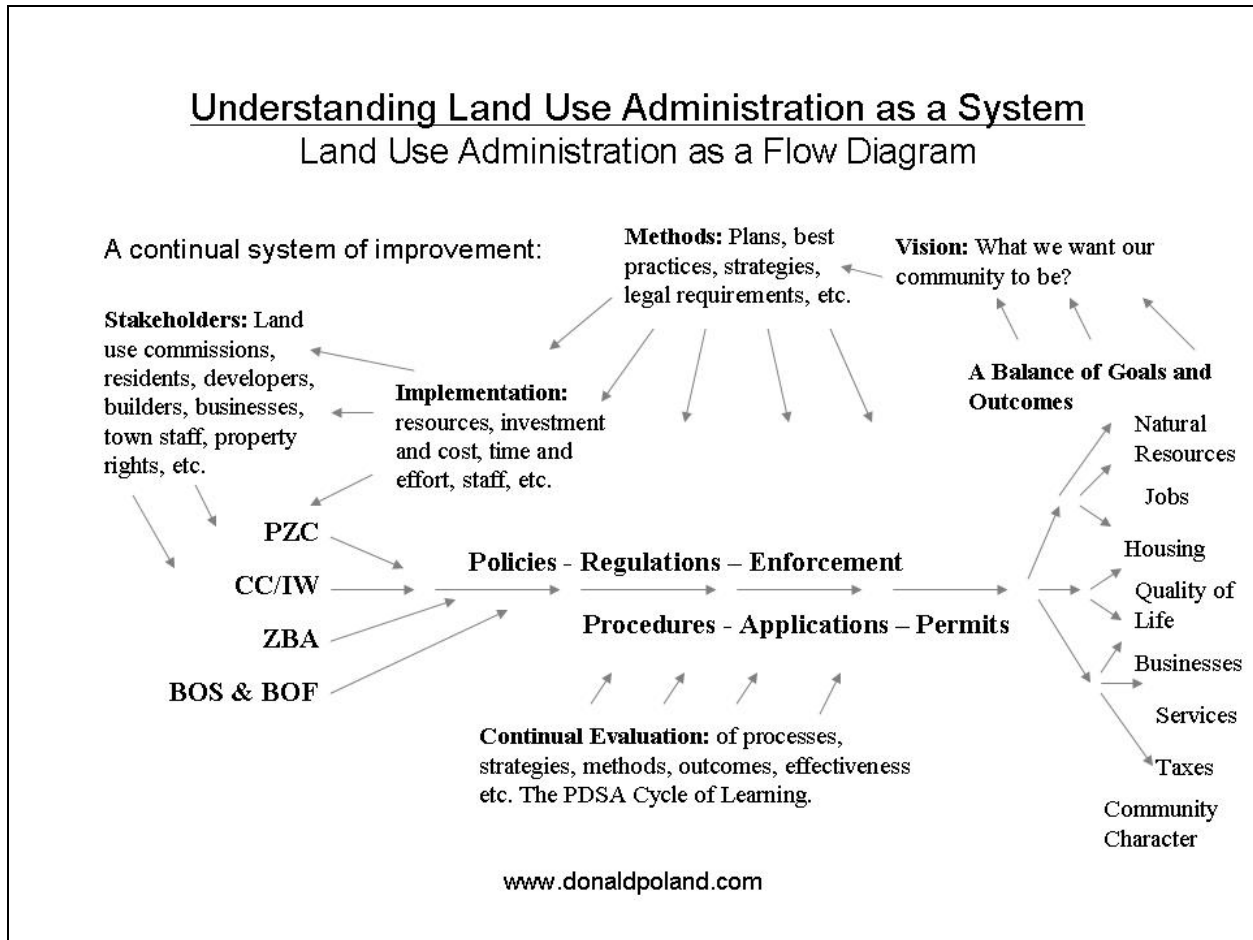 Understanding Land Use Administration as a System
Land Use Administration as a Flow Diagram
A continual system of improvement:
Methods: Plans, best
practices, strategies,
legal requirements, etc.
Vision: What we want our
community to be?
Stakeholders: Land
use commissions,
residents, developers,
builders, businesses,
town staff, property
rights, etc.
Implementation:
resources, investment
and cost, time and
effort, staff, etc.
A Balance of Goals and
Outcomes
Natural
Resources
Jobs
Housing
Quality of
Life
Businesses
Services
Taxes
Community
Character
PZC
CC/IW
ZBA
BOS & BOF
Policies - Regulations – Enforcement
Procedures - Applications – Permits
Continual Evaluation: of processes,
strategies, methods, outcomes, effectiveness
etc. The PDSA Cycle of Learning.
www.donaldpoland.com